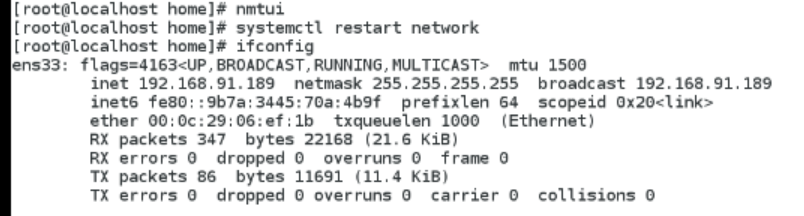 [root@localhost home]# nmtui
[root@localhost home]# systemctl restart network
[root@localhost home]# ifconfig
ens33: flags=4163<UP,BROADCAST,RUNNING,MULTICAST>  mtu 1500
        inet 192.168.91.189  netmask 255.255.255.255  broadcast 192.168.91.189
        inet6 fe80::9b7a:3445:70a:4b9f  prefixlen 64  scopeid 0x20<link>
        ether 00:0c:29:06:ef:1b  txqueuelen 1000  (Ethernet)
        RX packets 347  bytes 22168 (21.6 KiB)
        RX errors 0  dropped 0  overruns 0  frame 0
        TX packets 86  bytes 11691 (11.4 KiB)
        TX errors 0  dropped 0 overruns 0  carrier 0  collisions 0